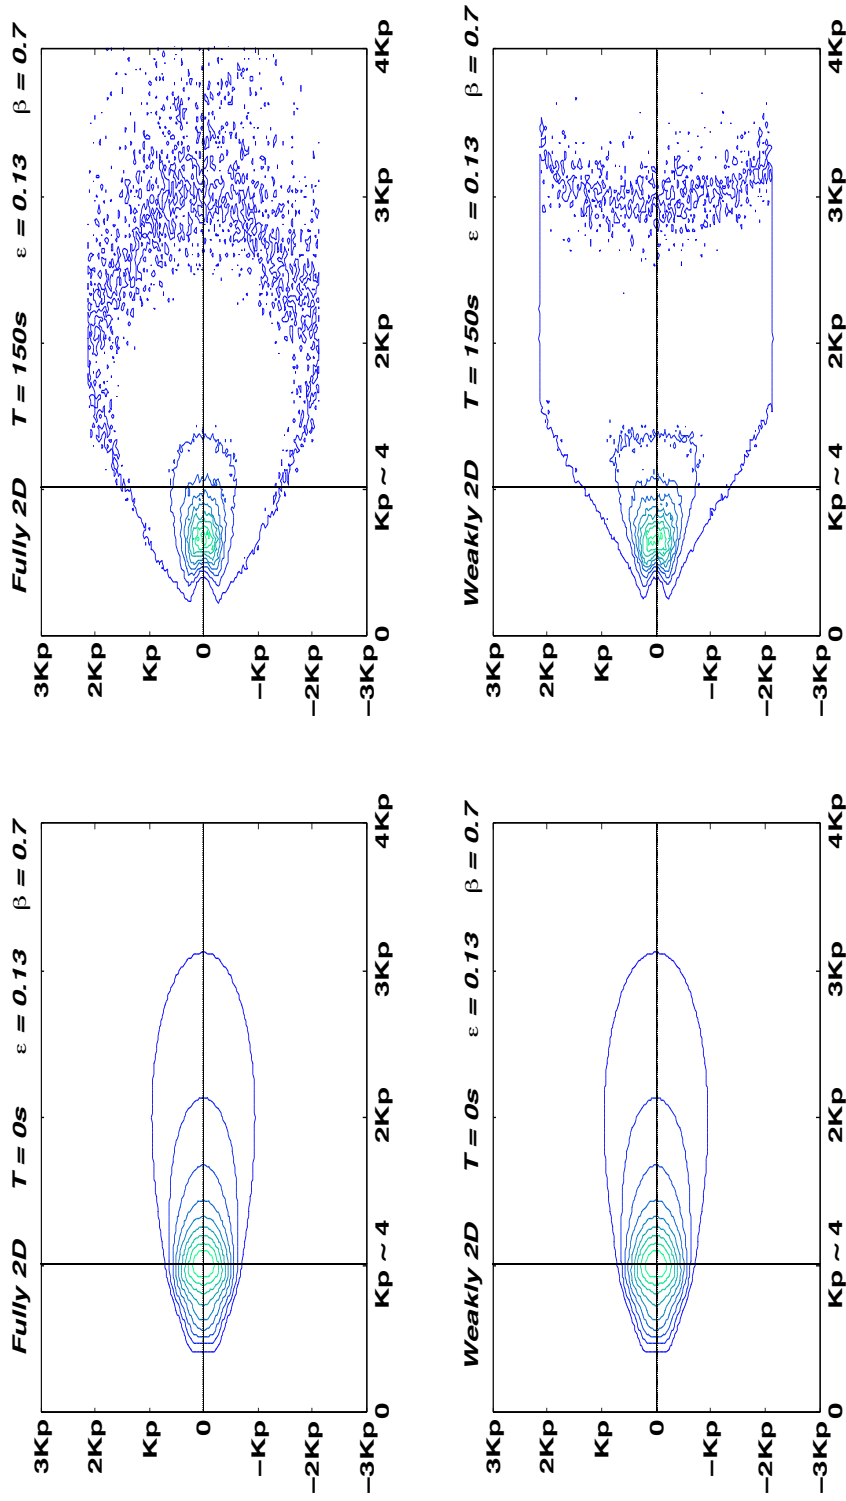 Fully 2D T = 0s ε = 0.13 β = 0.7
3Kp
2Kp
Kp
0
−Kp
−2Kp
−3Kp
0 Kp ~ 4 2Kp 3Kp 4Kp
Fully 2D T = 150s ε = 0.13 β = 0.7
3Kp
2Kp
Kp
0
−Kp
−2Kp
−3Kp
0 Kp ~ 4 2Kp 3Kp 4Kp
Weakly 2D T = 0s ε = 0.13 β = 0.7
3Kp
2Kp
Kp
0
−Kp
−2Kp
−3Kp
0 Kp ~ 4 2Kp 3Kp 4Kp
Weakly 2D T = 150s ε = 0.13 β = 0.7
3Kp
2Kp
Kp
0
−Kp
−2Kp
−3Kp
0 Kp ~ 4 2Kp 3Kp 4Kp